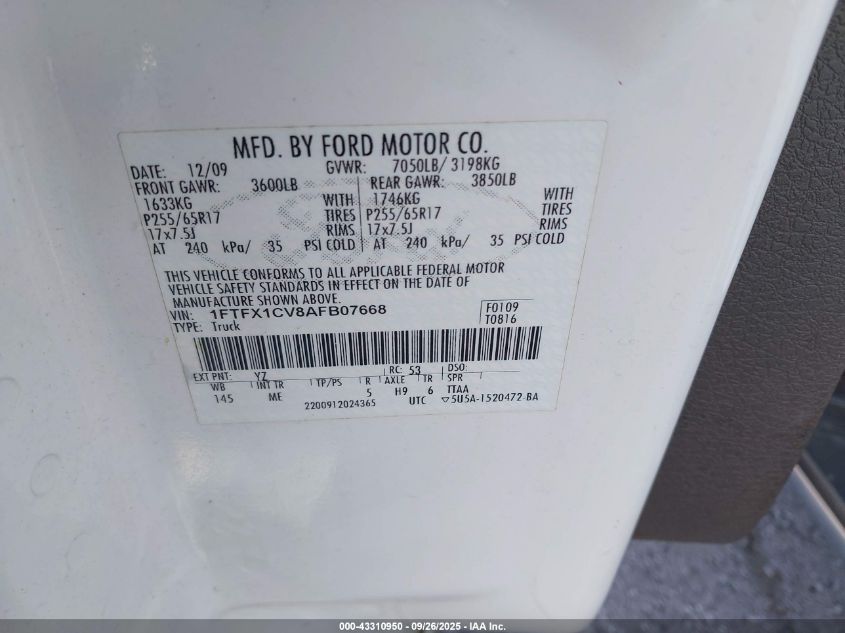 MFD. BY FORD MOTOR CO.
DATE: 12/09 GVWR: 7050LB/ 3198KG
FRONT GAWR: 3600LB REAR GAWR: 3850LB
1633KG WITH 1746KG WITH
P255/65R17 TIRES P255/65R17 TIRES
17x7.5J RIMS 17x7.5J RIMS
AT 240 kPa/ 35 PSI COLD AT 240 kPa/ 35 PSI COLD
THIS VEHICLE CONFORMS TO ALL APPLICABLE FEDERAL MOTOR
VEHICLE SAFETY STANDARDS IN EFFECT ON THE DATE OF
MANUFACTURE SHOWN ABOVE.
VIN: 1FTFX1CV8AFB07668 F0109
TYPE: Truck T0816
EXT PNT: YZ RC: 53 DSO:
WB INT TR TP/PS R AXLE TR SPR
145 ME 5 H9 6 TTAA
2200912024365 UTC ▽5U5A-1520472-BA
000-43310950 - 09/26/2025 - IAA Inc.